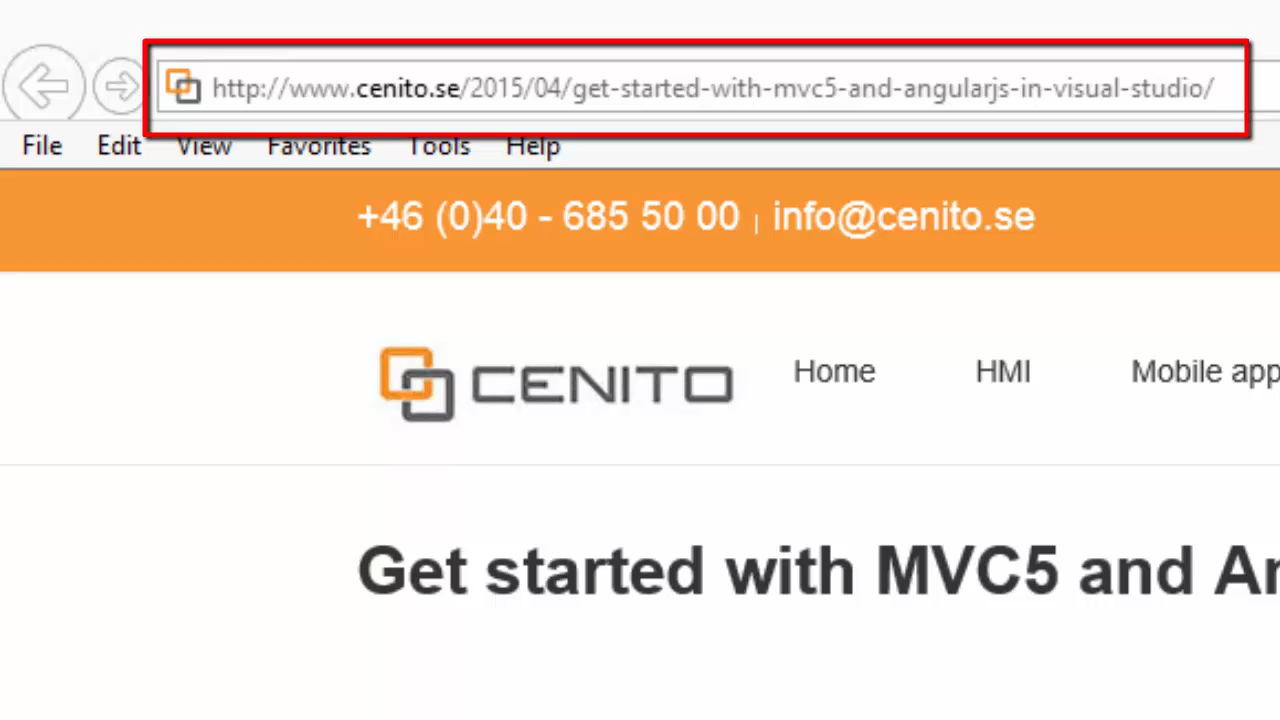 http://www.cenito.se/2015/04/get-started-with-mvc5-and-angularjs-in-visual-studio/
File Edit View Favorites Tools Help
+46 (0)40 - 685 50 00 | info@cenito.se
CENITO Home HMI Mobile app
Get started with MVC5 and An